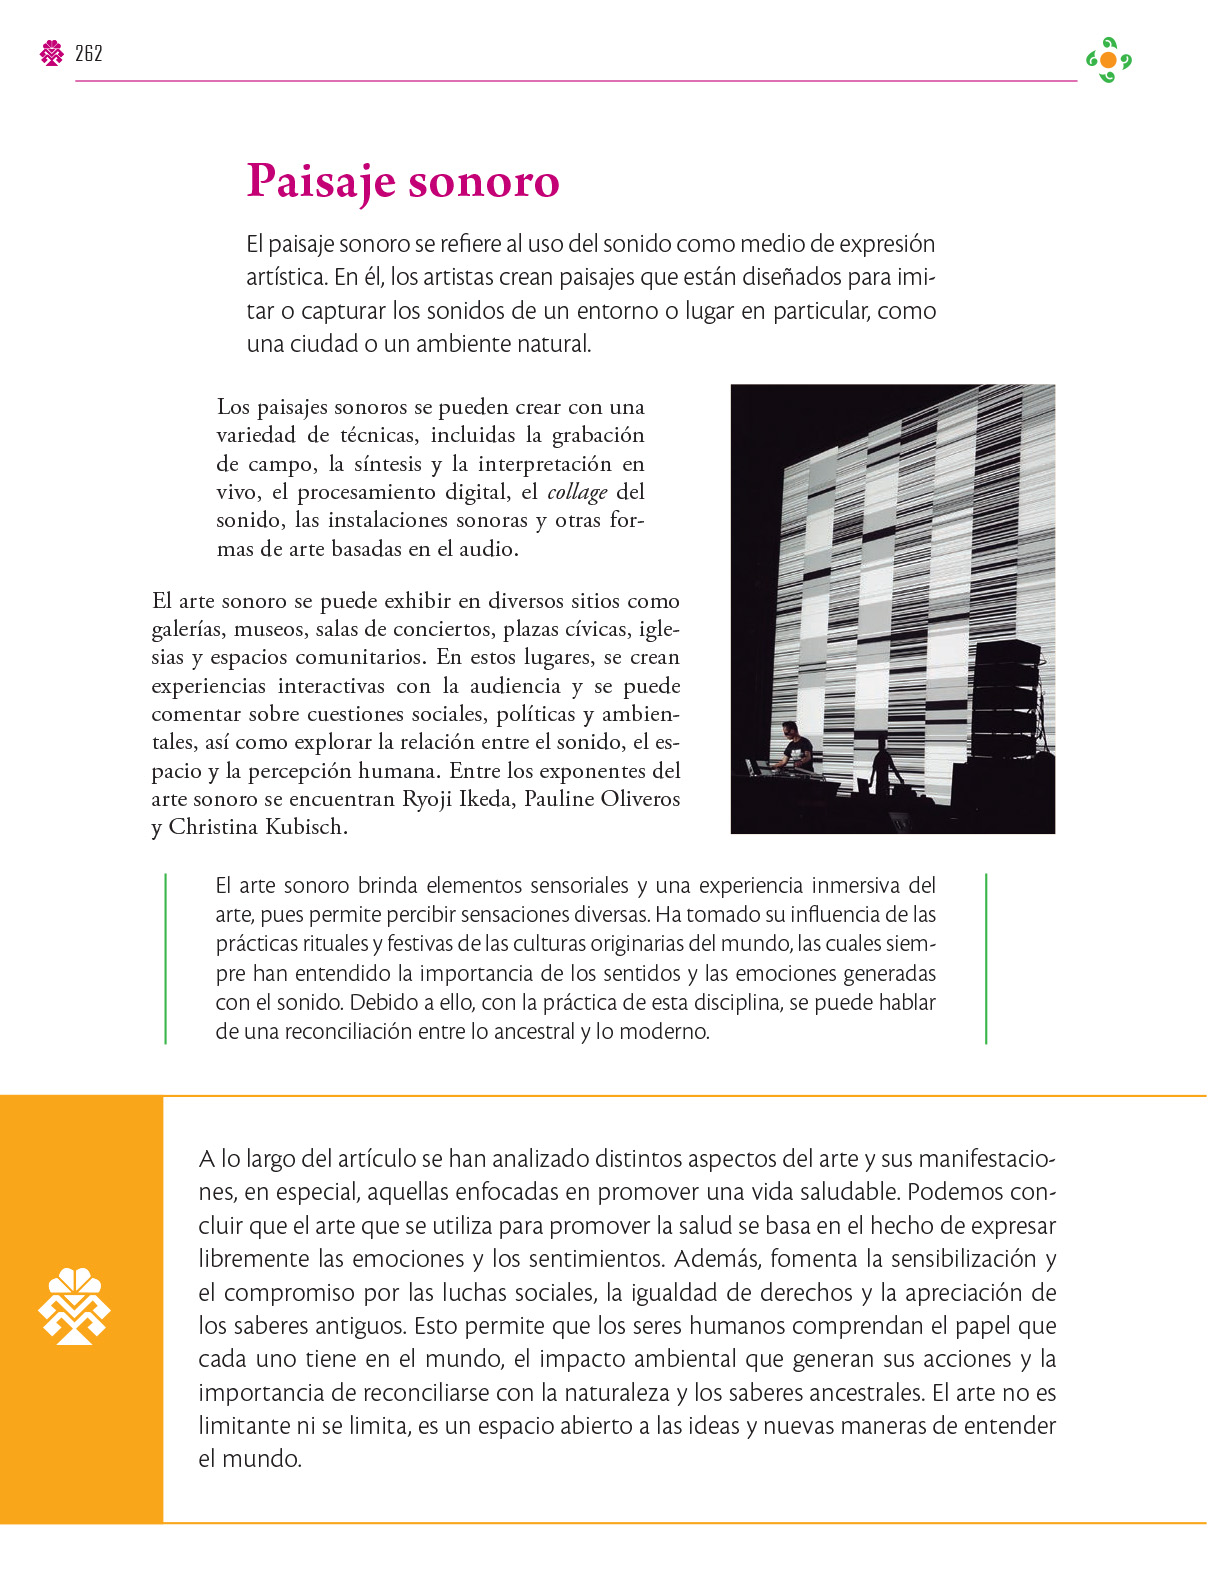 262
Paisaje sonoro
El paisaje sonoro se refiere al uso del sonido como medio de expresión
artística. En él, los artistas crean paisajes que están diseñados para imi-
tar o capturar los sonidos de un entorno o lugar en particular, como
una ciudad o un ambiente natural.
Los paisajes sonoros se pueden crear con una
variedad de técnicas, incluidas la grabación
de campo, la síntesis y la interpretación en
vivo, el procesamiento digital, el collage del
sonido, las instalaciones sonoras y otras for-
mas de arte basadas en el audio.
El arte sonoro se puede exhibir en diversos sitios como
galerías, museos, salas de conciertos, plazas cívicas, igle-
sias y espacios comunitarios. En estos lugares, se crean
experiencias interactivas con la audiencia y se puede
comentar sobre cuestiones sociales, políticas y ambien-
tales, así como explorar la relación entre el sonido, el es-
pacio y la percepción humana. Entre los exponentes del
arte sonoro se encuentran Ryoji Ikeda, Pauline Oliveros
y Christina Kubisch.
El arte sonoro brinda elementos sensoriales y una experiencia inmersiva del
arte, pues permite percibir sensaciones diversas. Ha tomado su influencia de las
prácticas rituales y festivas de las culturas originarias del mundo, las cuales siem-
pre han entendido la importancia de los sentidos y las emociones generadas
con el sonido. Debido a ello, con la práctica de esta disciplina, se puede hablar
de una reconciliación entre lo ancestral y lo moderno.
A lo largo del artículo se han analizado distintos aspectos del arte y sus manifestacio-
nes, en especial, aquellas enfocadas en promover una vida saludable. Podemos con-
cluir que el arte que se utiliza para promover la salud se basa en el hecho de expresar
libremente las emociones y los sentimientos. Además, fomenta la sensibilización y
el compromiso por las luchas sociales, la igualdad de derechos y la apreciación de
los saberes antiguos. Esto permite que los seres humanos comprendan el papel que
cada uno tiene en el mundo, el impacto ambiental que generan sus acciones y la
importancia de reconciliarse con la naturaleza y los saberes ancestrales. El arte no es
limitante ni se limita, es un espacio abierto a las ideas y nuevas maneras de entender
el mundo.